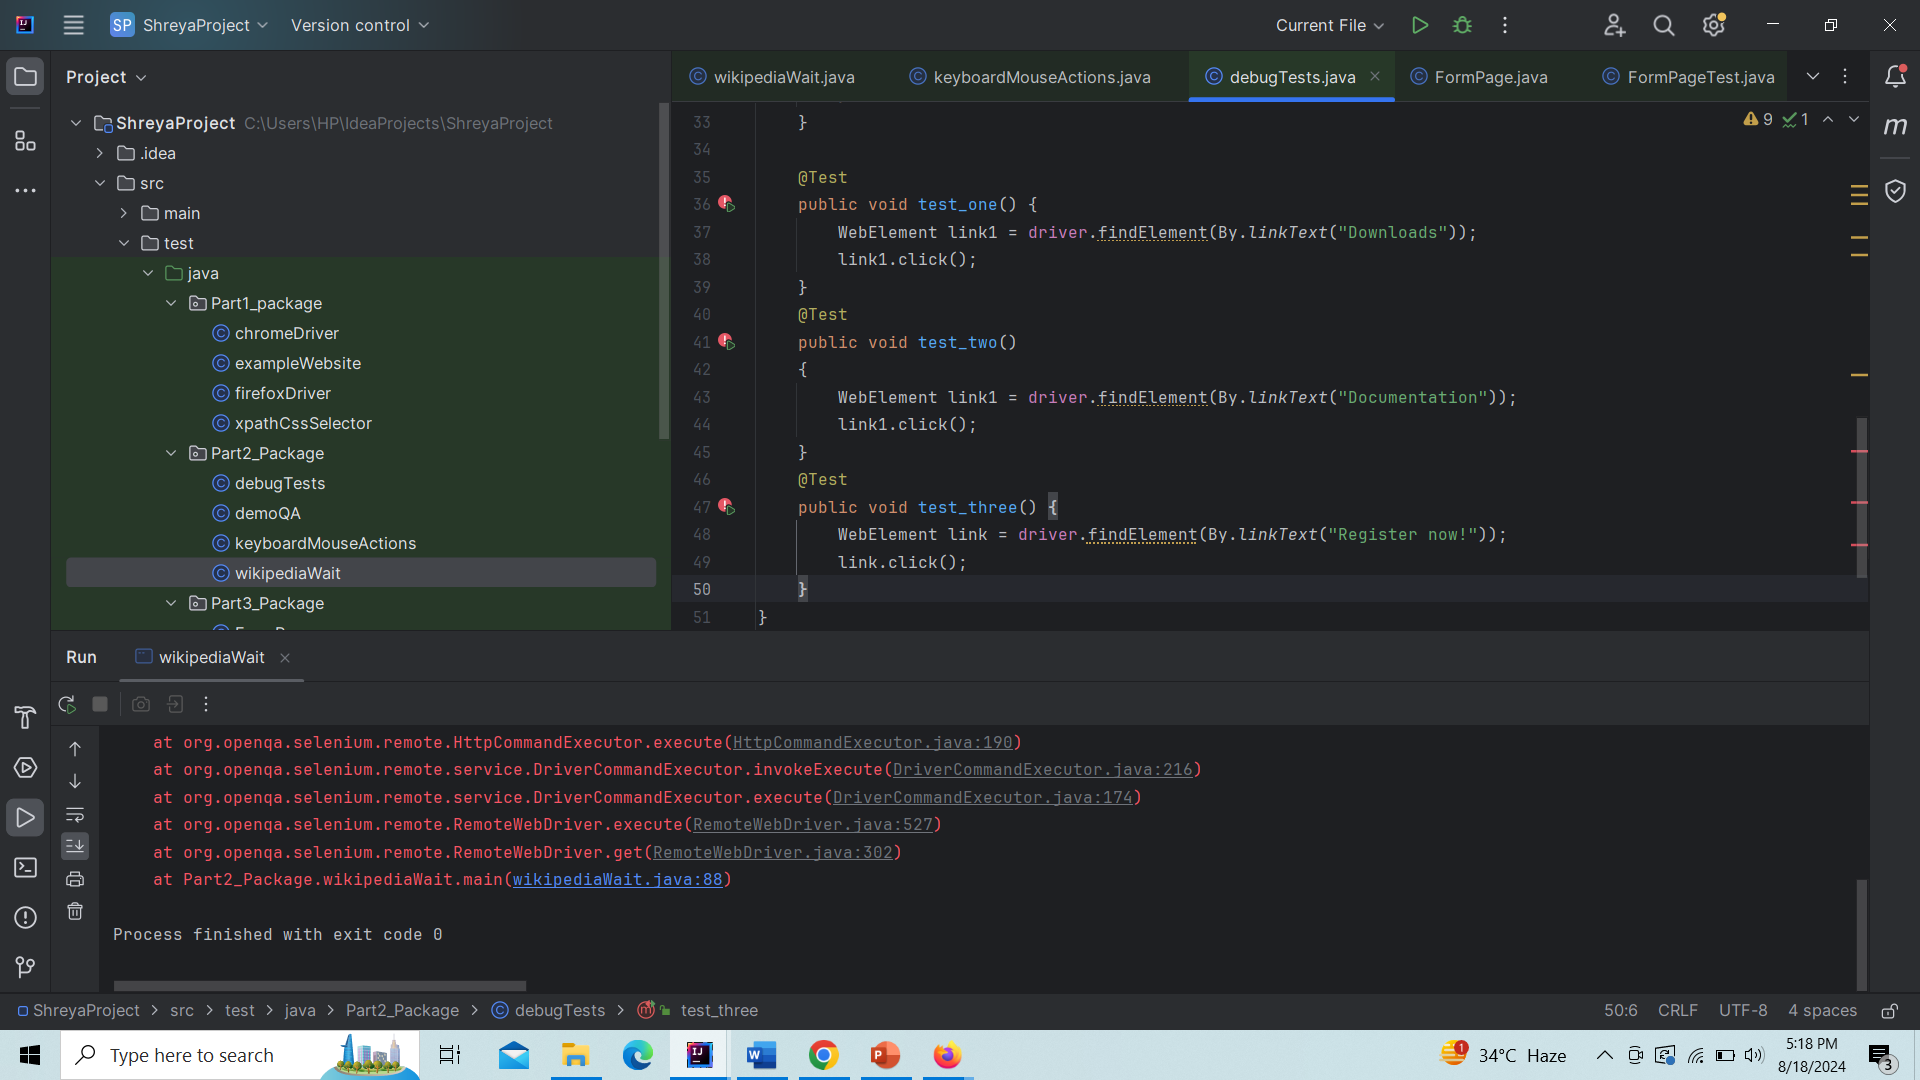 SP ShreyaProject Version control Current File
Project
wikipediaWait.java keyboardMouseActions.java debugTests.java FormPage.java FormPageTest.java
ShreyaProject C:\Users\HP\IdeaProjects\ShreyaProject
.idea
src
main
test
java
Part1_package
chromeDriver
exampleWebsite
firefoxDriver
xpathCssSelector
Part2_Package
debugTests
demoQA
keyboardMouseActions
wikipediaWait
Part3_Package
9 1
33 }
34
35 @Test
36 public void test_one() {
37 WebElement link1 = driver.findElement(By.linkText("Downloads"));
38 link1.click();
39 }
40 @Test
41 public void test_two()
42 {
43 WebElement link1 = driver.findElement(By.linkText("Documentation"));
44 link1.click();
45 }
46 @Test
47 public void test_three() {
48 WebElement link = driver.findElement(By.linkText("Register now!"));
49 link.click();
50 }
51 }
m
Run wikipediaWait
at org.openqa.selenium.remote.HttpCommandExecutor.execute(HttpCommandExecutor.java:190)
at org.openqa.selenium.remote.service.DriverCommandExecutor.invokeExecute(DriverCommandExecutor.java:216)
at org.openqa.selenium.remote.service.DriverCommandExecutor.execute(DriverCommandExecutor.java:174)
at org.openqa.selenium.remote.RemoteWebDriver.execute(RemoteWebDriver.java:527)
at org.openqa.selenium.remote.RemoteWebDriver.get(RemoteWebDriver.java:302)
at Part2_Package.wikipediaWait.main(wikipediaWait.java:88)
Process finished with exit code 0
ShreyaProject > src > test > java > Part2_Package > debugTests > test_three 50:6 CRLF UTF-8 4 spaces
Type here to search
1 34°C Haze
5:18 PM
8/18/2024
3